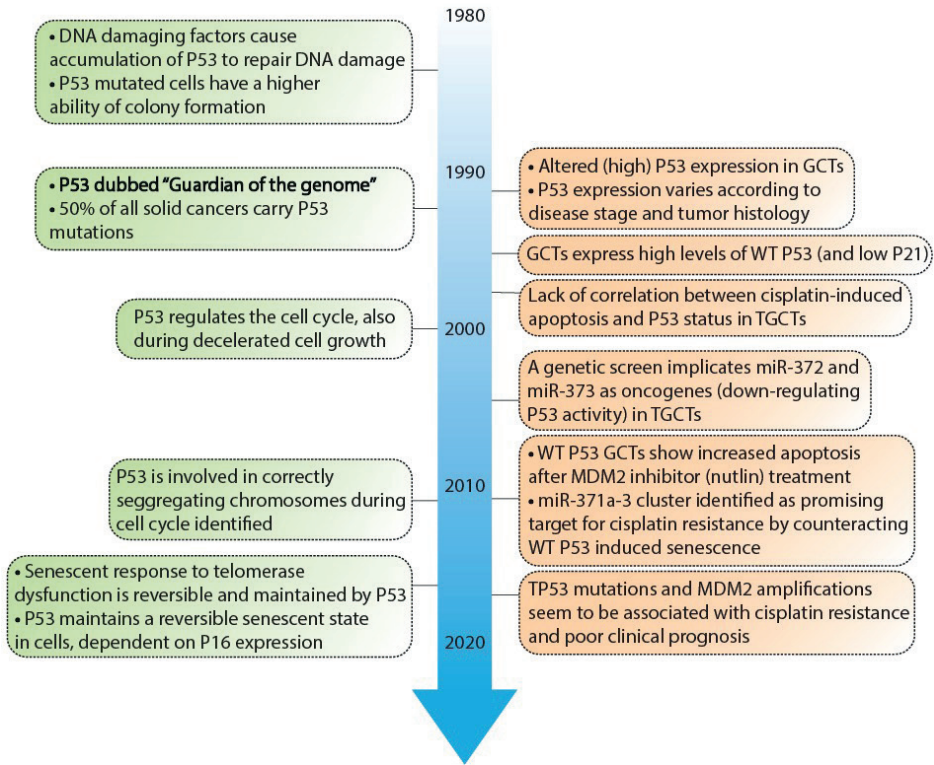 1980
• DNA damaging factors cause
accumulation of P53 to repair DNA damage
• P53 mutated cells have a higher
ability of colony formation
1990
• P53 dubbed “Guardian of the genome”
• 50% of all solid cancers carry P53
mutations
• Altered (high) P53 expression in GCTs
• P53 expression varies according to
disease stage and tumor histology
GCTs express high levels of WT P53 (and low P21)
Lack of correlation between cisplatin-induced
apoptosis and P53 status in TGCTs
P53 regulates the cell cycle, also
during decelerated cell growth
2000
A genetic screen implicates miR-372 and
miR-373 as oncogenes (down-regulating
P53 activity) in TGCTs
P53 is involved in correctly
seggregating chromosomes during
cell cycle identified
2010
• WT P53 GCTs show increased apoptosis
after MDM2 inhibitor (nutlin) treatment
• miR-371a-3 cluster identified as promising
target for cisplatin resistance by counteracting
WT P53 induced senescence
• Senescent response to telomerase
dysfunction is reversible and maintained by P53
• P53 maintains a reversible senescent state
in cells, dependent on P16 expression
TP53 mutations and MDM2 amplifications
seem to be associated with cisplatin resistance
and poor clinical prognosis
2020